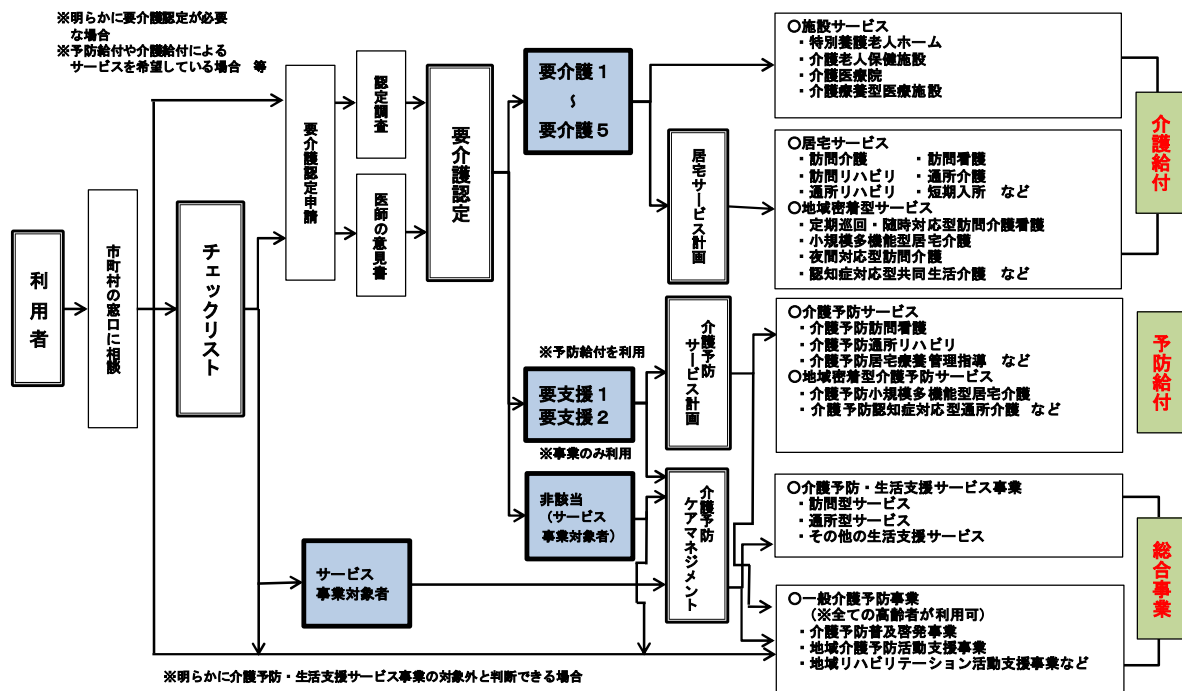 ※明らかに要介護認定が必要
な場合
※予防給付や介護給付による
サービスを希望している場合 等
利用者
市町村の窓口に相談
チェックリスト
要介護認定申請
認定調査
医師の意見書
要介護認定
要介護１
～
要介護５
※予防給付を利用
要支援１
要支援２
※事業のみ利用
非該当
（サービス
事業対象者）
サービス
事業対象者
居宅サービス計画
介護予防
サービス計画
介護予防
ケアマネジメント
○施設サービス
・特別養護老人ホーム
・介護老人保健施設
・介護医療院
・介護療養型医療施設
○居宅サービス
・訪問介護 ・訪問看護
・訪問リハビリ ・通所介護
・通所リハビリ ・短期入所 など
○地域密着型サービス
・定期巡回・随時対応型訪問介護看護
・小規模多機能型居宅介護
・夜間対応型訪問介護
・認知症対応型共同生活介護 など
介護給付
○介護予防サービス
・介護予防訪問看護
・介護予防通所リハビリ
・介護予防居宅療養管理指導 など
○地域密着型介護予防サービス
・介護予防小規模多機能型居宅介護
・介護予防認知症対応型通所介護 など
予防給付
○介護予防・生活支援サービス事業
・訪問型サービス
・通所型サービス
・その他の生活支援サービス
○一般介護予防事業
（※全ての高齢者が利用可）
・介護予防普及啓発事業
・地域介護予防活動支援事業
・地域リハビリテーション活動支援事業など
総合事業
※明らかに介護予防・生活支援サービス事業の対象外と判断できる場合